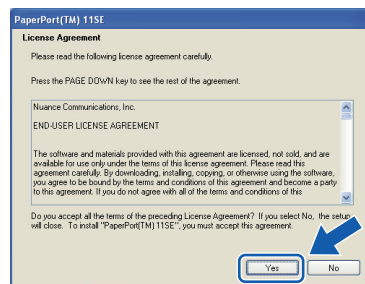 PaperPort(TM) 11SE
License Agreement
Please read the following license agreement carefully.
Press the PAGE DOWN key to see the rest of the agreement.
Nuance Communications, Inc.
END-USER LICENSE AGREEMENT
The software and materials provided with this agreement are licensed, not sold, and are
available for use only under the terms of this license agreement. Please read this
agreement carefully. By downloading, installing, copying, or otherwise using the software,
you agree to be bound by the terms and conditions of this agreement and become a party
to this agreement. If you do not agree with all of the terms and conditions of this
Do you accept all the terms of the preceding License Agreement? If you select No, the setup
will close. To install "PaperPort(TM) 11SE", you must accept this agreement.
Yes No